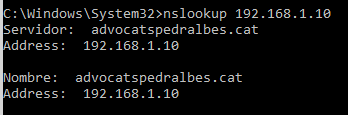 C:\Windows\System32>nslookup 192.168.1.10
Servidor:  advocatspedralbes.cat
Address:  192.168.1.10

Nombre:  advocatspedralbes.cat
Address:  192.168.1.10